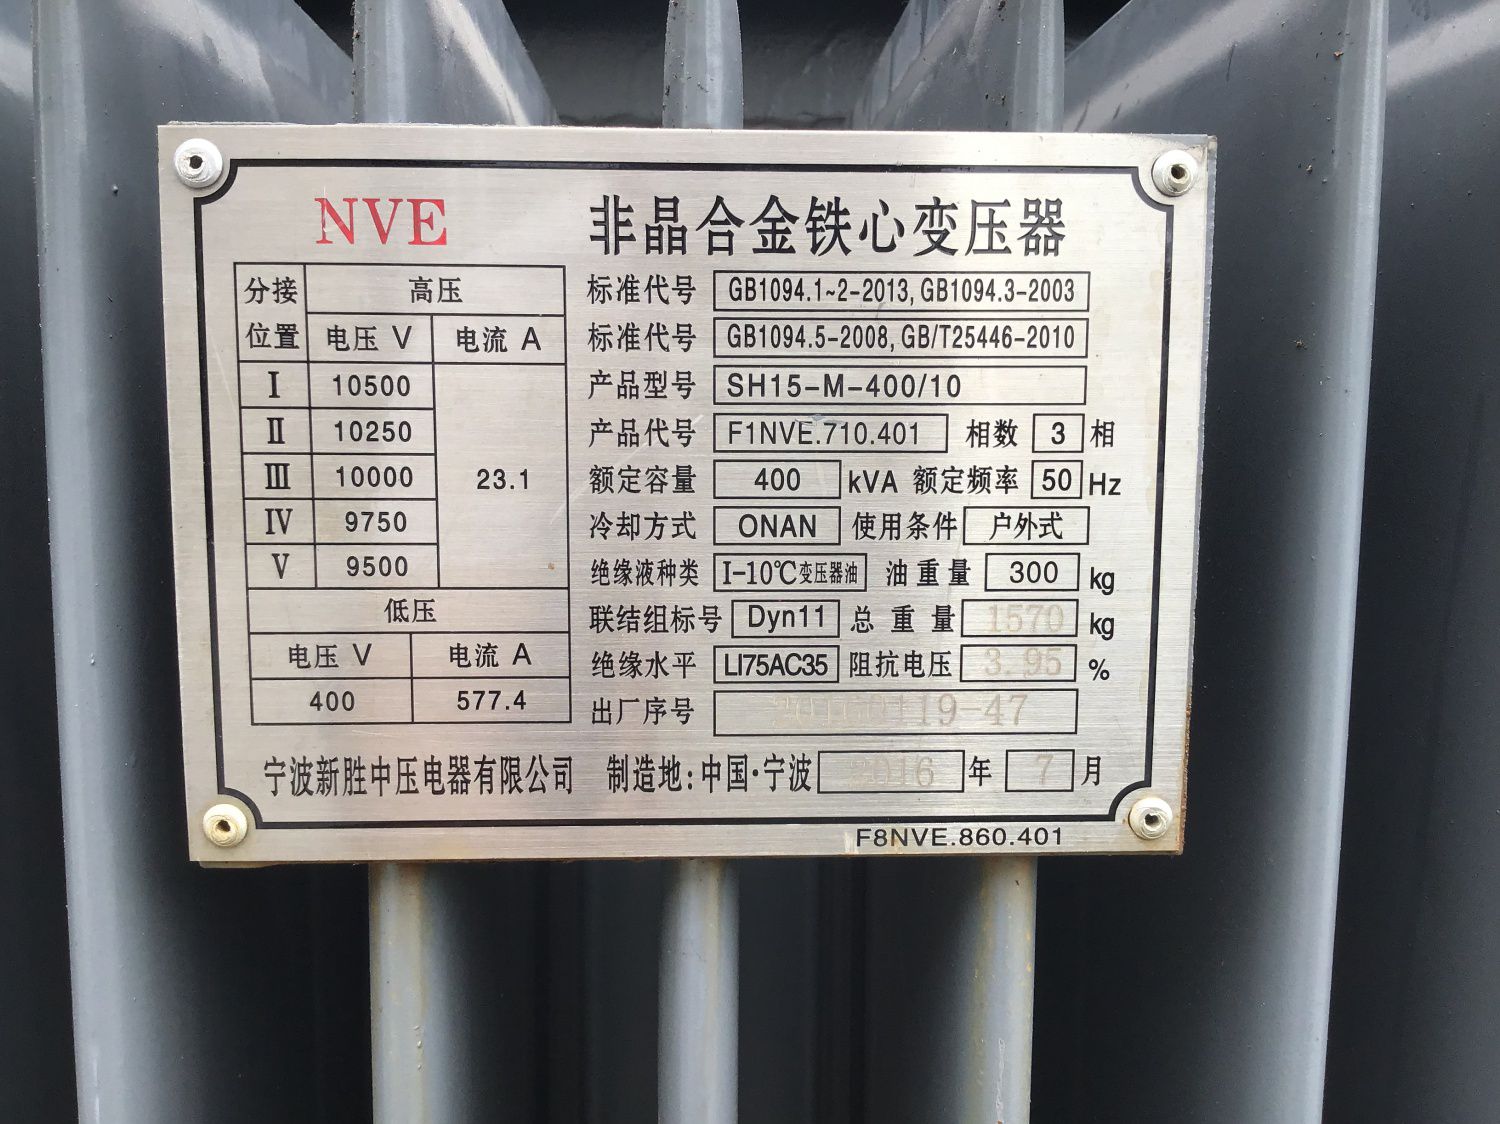 NVE
非晶合金铁心变压器
分接位置 高压
电压 V 电流 A
I 10500
II 10250
III 10000 23.1
IV 9750
V 9500
低压
电压 V 电流 A
400 577.4
标准代号 GB1094.1~2-2013, GB1094.3-2003
标准代号 GB1094.5-2008, GB/T25446-2010
产品型号 SH15-M-400/10
产品代号 F1NVE.710.401 相数 3 相
额定容量 400 kVA 额定频率 50 Hz
冷却方式 ONAN 使用条件 户外式
绝缘液种类 I-10℃变压器油 油重量 300 kg
联结组标号 Dyn11 总重量 1570 kg
绝缘水平 LI75AC35 阻抗电压 3.95 %
出厂序号
宁波新胜中压电器有限公司 制造地:中国·宁波 2016 年 7 月
F8NVE.860.401